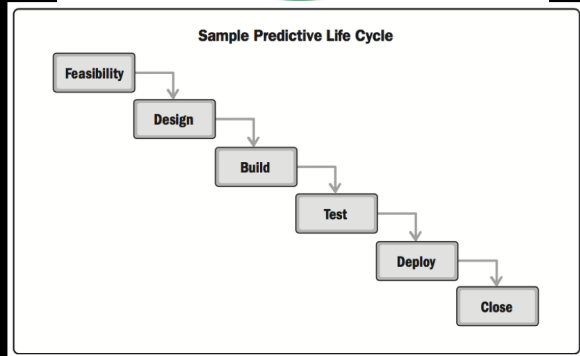 Sample Predictive Life Cycle
Feasibility
Design
Build
Test
Deploy
Close